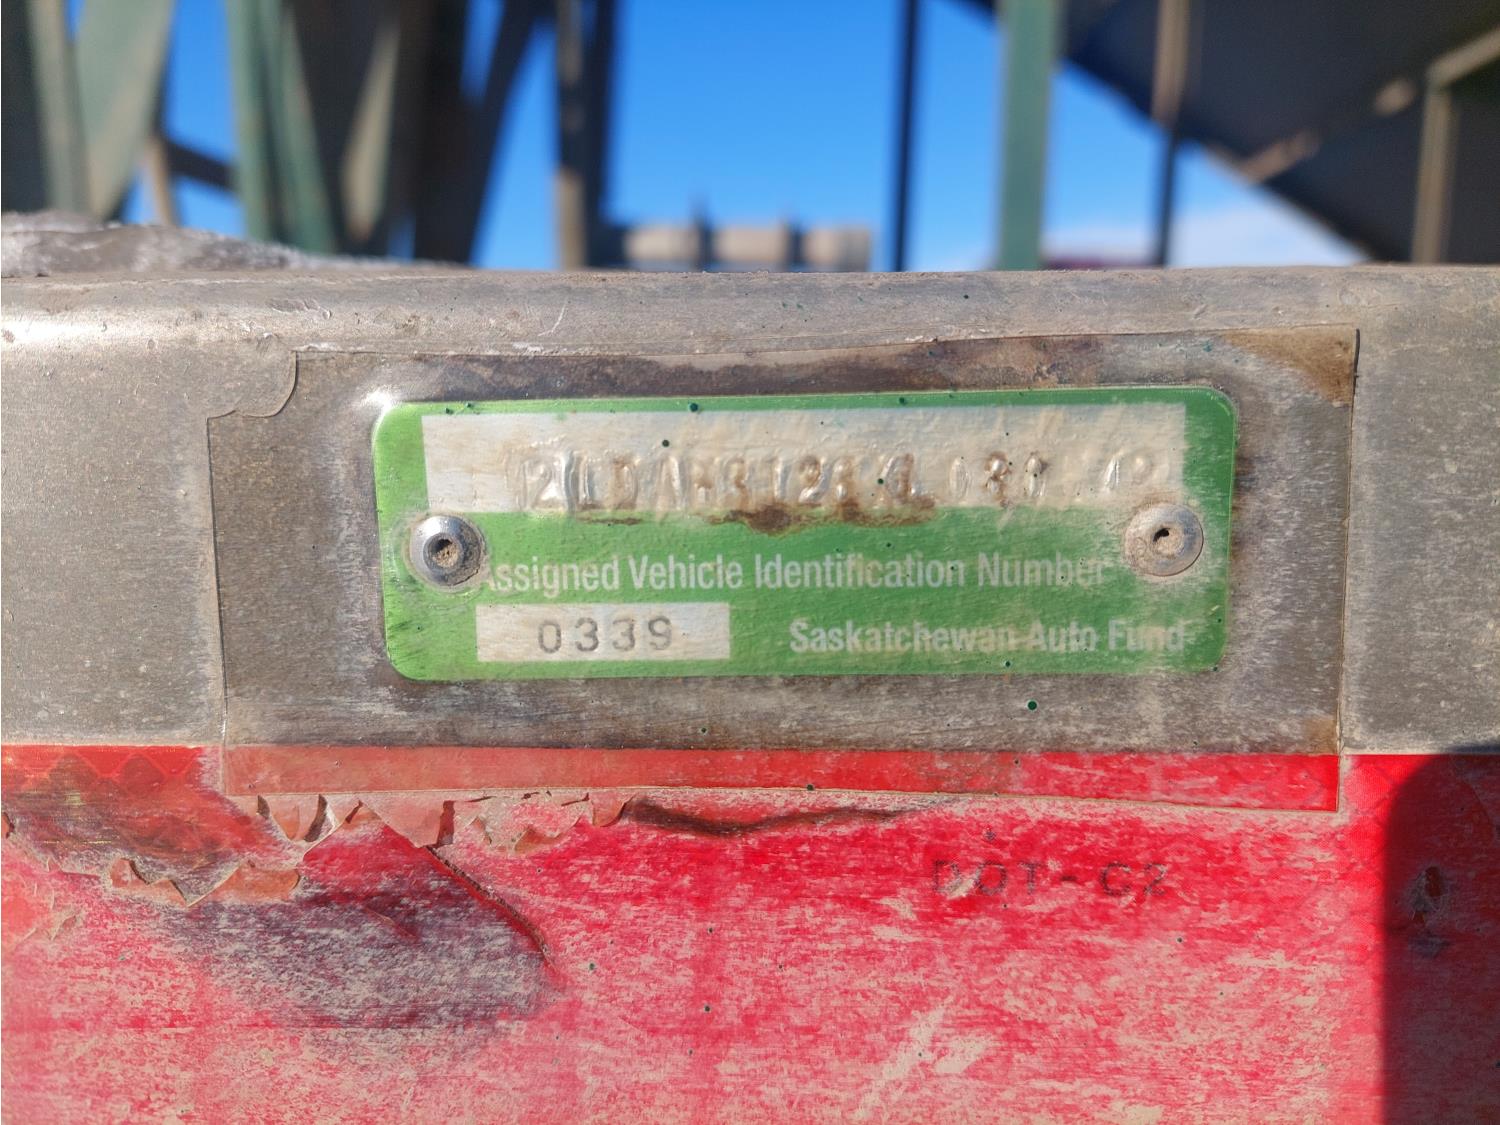 Assigned Vehicle Identification Number
0339
Saskatchewan Auto Fund
DOT-C2